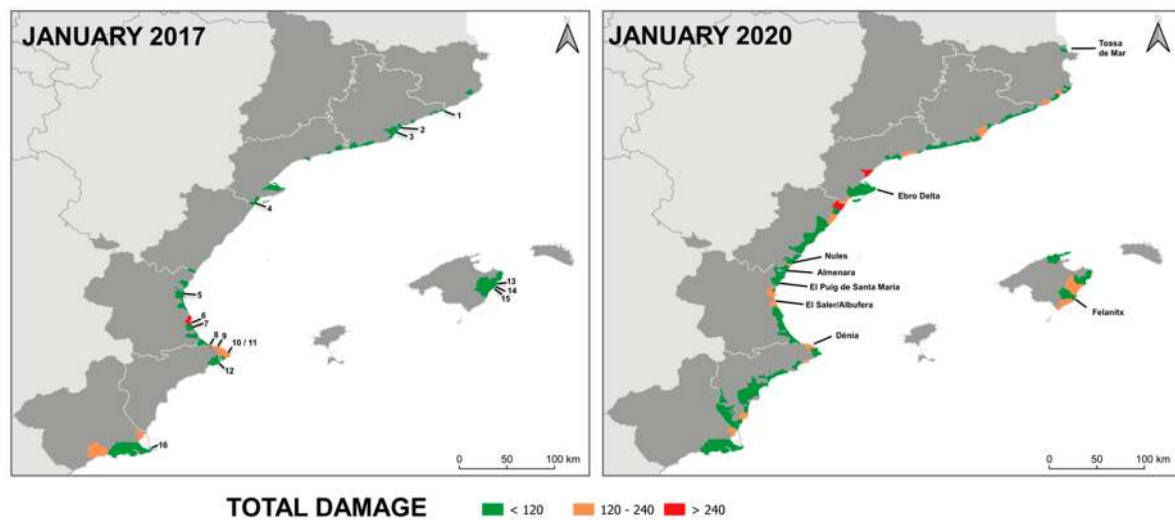 JANUARY 2017
N
1
2
3
4
5
6
7
8
9
10 / 11
12
13
14
15
16
0
50
100 km
JANUARY 2020
N
Tossa
de Mar
Ebro Delta
Nules
Almenara
El Puig de Santa Maria
El Saler/Albufera
Dénia
Felanitx
0
50
100 km
TOTAL DAMAGE
< 120
120 - 240
> 240